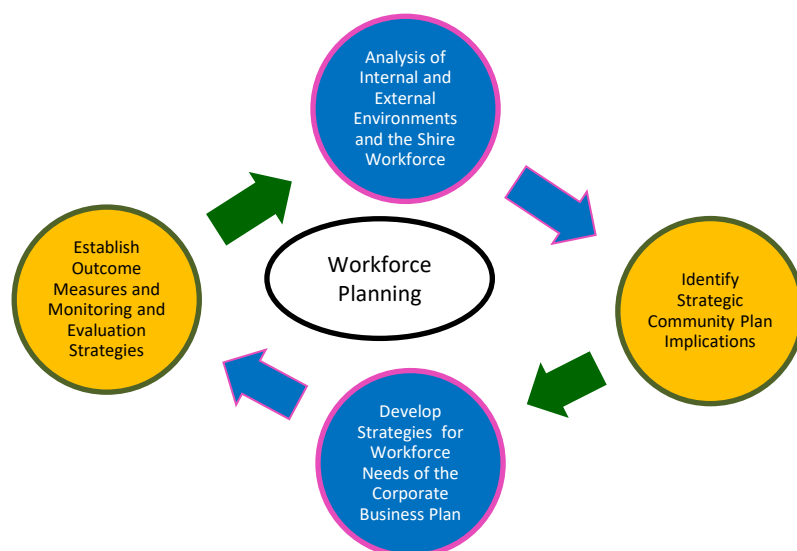 Analysis of
Internal and
External
Environments
and the Shire
Workforce
Workforce
Planning
Establish
Outcome
Measures and
Monitoring and
Evaluation
Strategies
Identify
Strategic
Community Plan
Implications
Develop
Strategies for
Workforce
Needs of the
Corporate
Business Plan